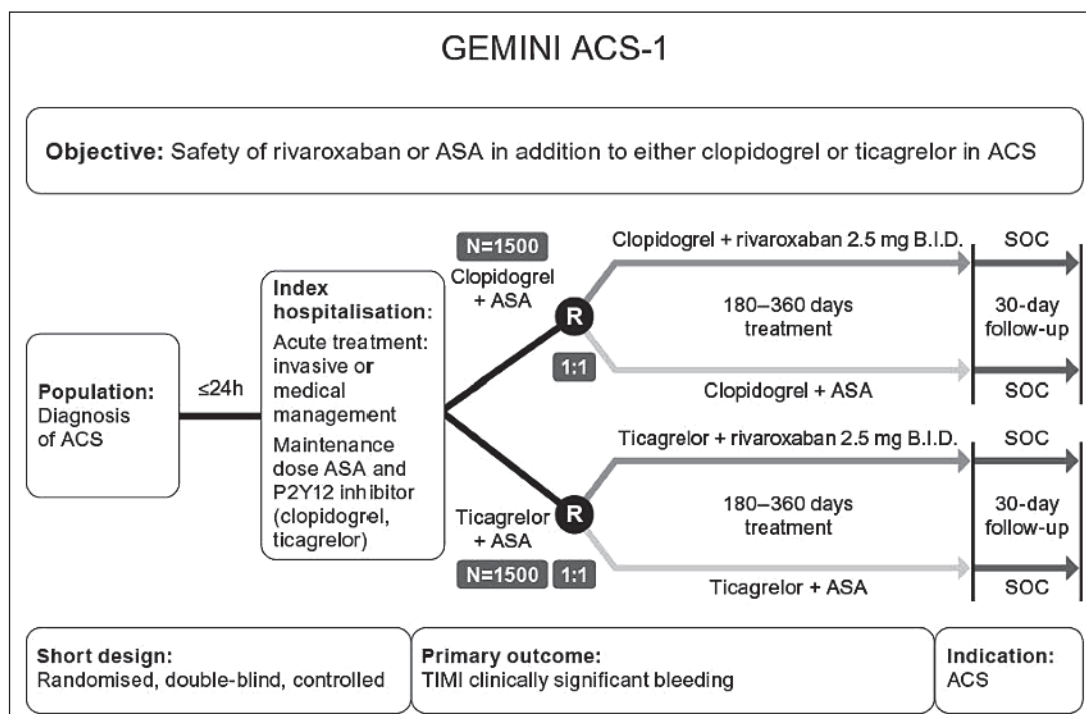 GEMINI ACS-1
Objective: Safety of rivaroxaban or ASA in addition to either clopidogrel or ticagrelor in ACS
Population:
Diagnosis
of ACS
≤24h
Index
hospitalisation:
Acute treatment:
invasive or
medical
management
Maintenance
dose ASA and
P2Y12 inhibitor
(clopidogrel,
ticagrelor)
N=1500
Clopidogrel
+ ASA
R
1:1
Clopidogrel + rivaroxaban 2.5 mg B.I.D.
180–360 days
treatment
Clopidogrel + ASA
SOC
30-day
follow-up
SOC
Ticagrelor
+ ASA
N=1500
1:1
R
Ticagrelor + rivaroxaban 2.5 mg B.I.D.
180–360 days
treatment
Ticagrelor + ASA
SOC
30-day
follow-up
SOC
Short design:
Randomised, double-blind, controlled
Primary outcome:
TIMI clinically significant bleeding
Indication:
ACS